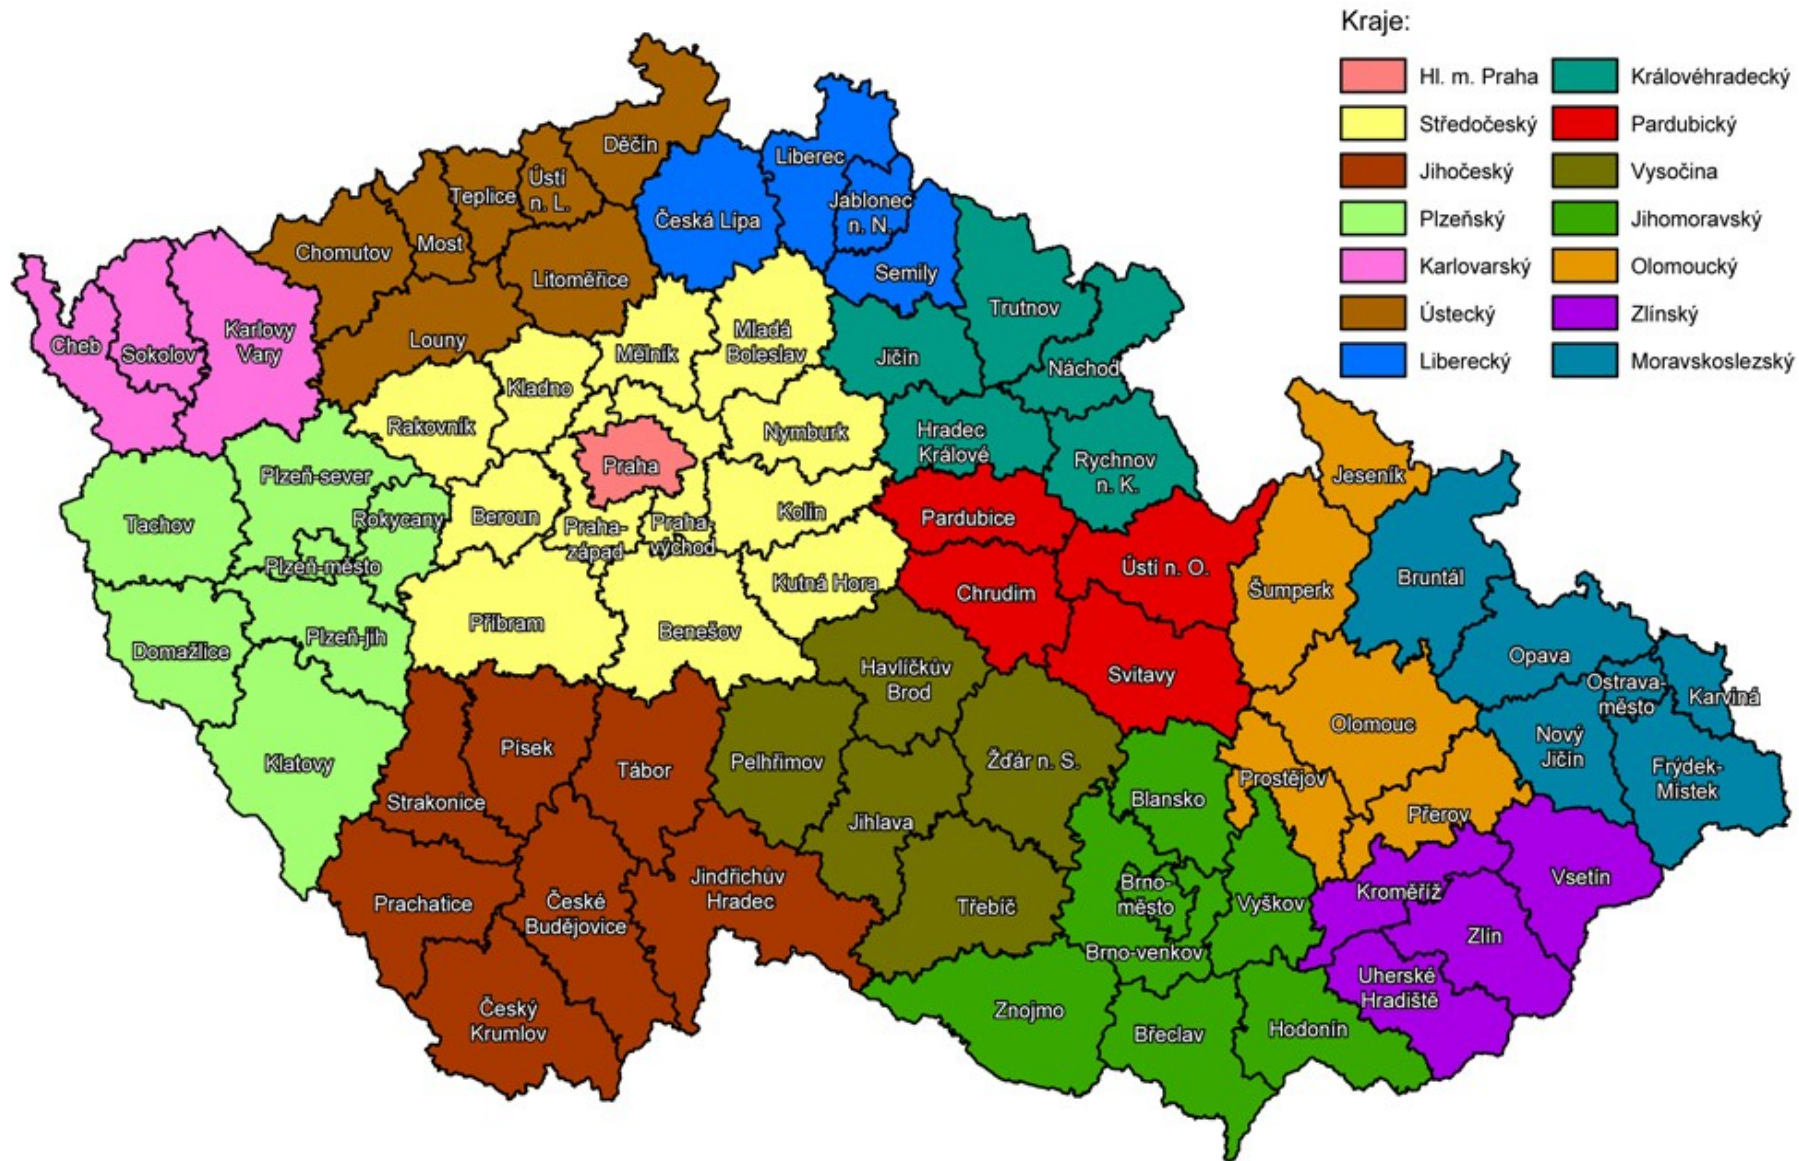 Kraje:
Hl. m. Praha
Královéhradecký
Středočeský
Pardubický
Jihočeský
Vysočina
Plzeňský
Jihomoravský
Karlovarský
Olomoucký
Ústecký
Zlínský
Liberecký
Moravskoslezský
Děčín
Liberec
Ústí
n. L.
Teplice
Jablonec
n. N.
Česká Lípa
Most
Chomutov
Litoměřice
Semily
Trutnov
Karlovy
Vary
Cheb
Sokolov
Louny
Mělník
Mladá
Boleslav
Jičín
Náchod
Kladno
Rakovník
Nymburk
Hradec
Králové
Praha
Rychnov
n. K.
Plzeň-sever
Jeseník
Tachov
Rokycany
Beroun
Praha-
západ
Praha-
východ
Kolín
Pardubice
Plzeň-město
Ústí n. O.
Bruntál
Kutná Hora
Chrudim
Šumperk
Příbram
Benešov
Domažlice
Plzeň-jih
Havlíčkův
Brod
Svitavy
Opava
Ostrava-
město
Karviná
Olomouc
Klatovy
Písek
Tábor
Pelhřimov
Žďár n. S.
Nový
Jičín
Frýdek-
Místek
Prostějov
Strakonice
Blansko
Přerov
Jihlava
Jindřichův
Hradec
Prachatice
České
Budějovice
Třebíč
Brno-
město
Vyškov
Kroměříž
Vsetín
Zlín
Brno-venkov
Uherské
Hradiště
Český
Krumlov
Znojmo
Břeclav
Hodonín